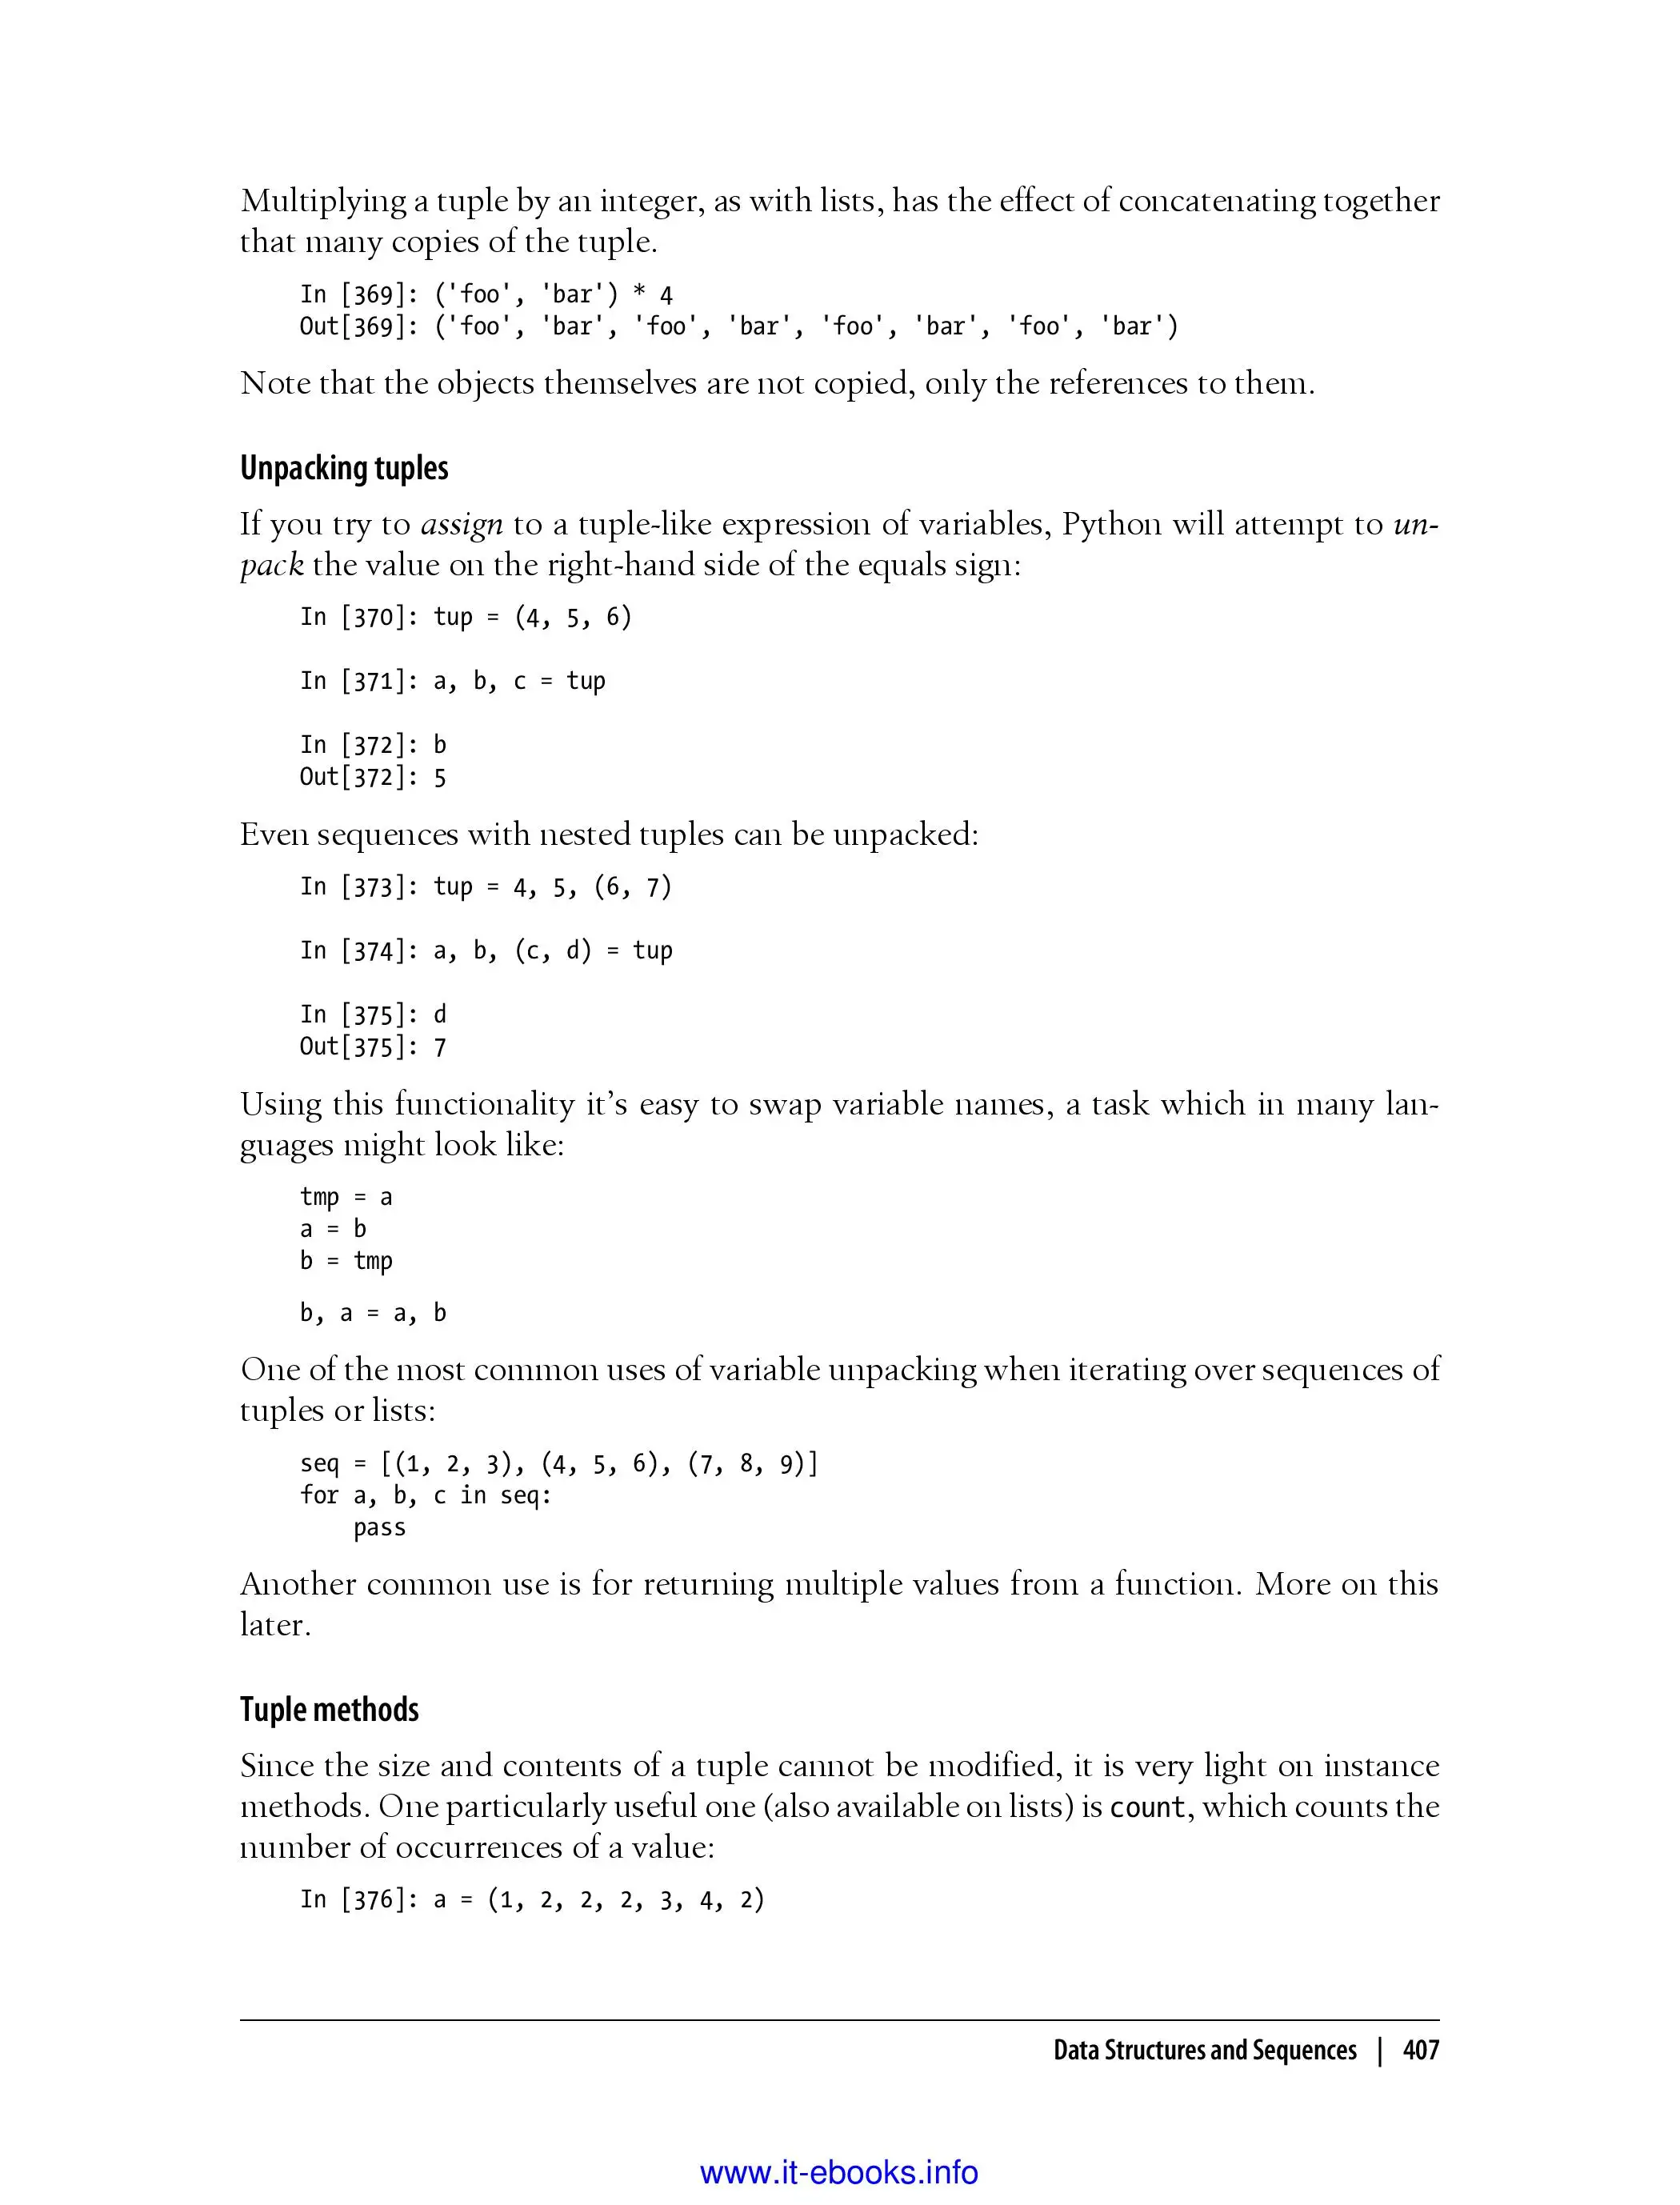 Multiplying a tuple by an integer, as with lists, has the effect of concatenating together
that many copies of the tuple.
In [369]: ('foo', 'bar') * 4
Out[369]: ('foo', 'bar', 'foo', 'bar', 'foo', 'bar', 'foo', 'bar')
Note that the objects themselves are not copied, only the references to them.
Unpacking tuples
If you try to assign to a tuple-like expression of variables, Python will attempt to un-
pack the value on the right-hand side of the equals sign:
In [370]: tup = (4, 5, 6)
In [371]: a, b, c = tup
In [372]: b
Out[372]: 5
Even sequences with nested tuples can be unpacked:
In [373]: tup = 4, 5, (6, 7)
In [374]: a, b, (c, d) = tup
In [375]: d
Out[375]: 7
Using this functionality it’s easy to swap variable names, a task which in many lan-
guages might look like:
tmp = a
a = b
b = tmp
b, a = a, b
One of the most common uses of variable unpacking when iterating over sequences of
tuples or lists:
seq = [(1, 2, 3), (4, 5, 6), (7, 8, 9)]
for a, b, c in seq:
    pass
Another common use is for returning multiple values from a function. More on this
later.
Tuple methods
Since the size and contents of a tuple cannot be modified, it is very light on instance
methods. One particularly useful one (also available on lists) is count, which counts the
number of occurrences of a value:
In [376]: a = (1, 2, 2, 2, 3, 4, 2)
Data Structures and Sequences | 407
www.it-ebooks.info